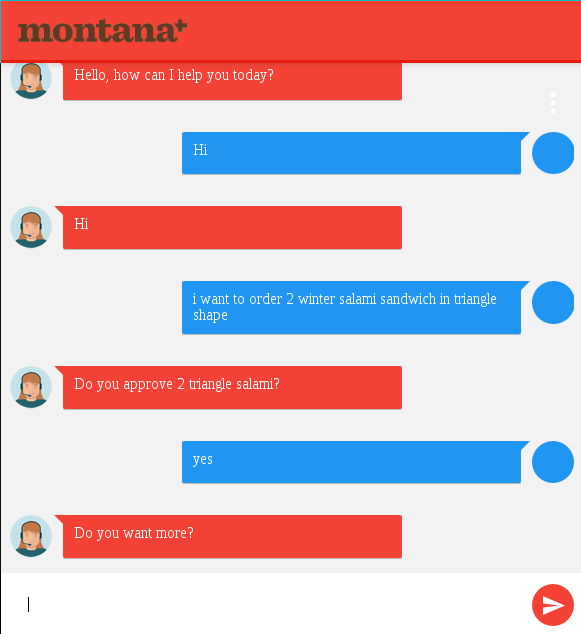 montana+
Hello, how can I help you today?
Hi
Hi
i want to order 2 winter salami sandwich in triangle
shape
Do you approve 2 triangle salami?
yes
Do you want more?